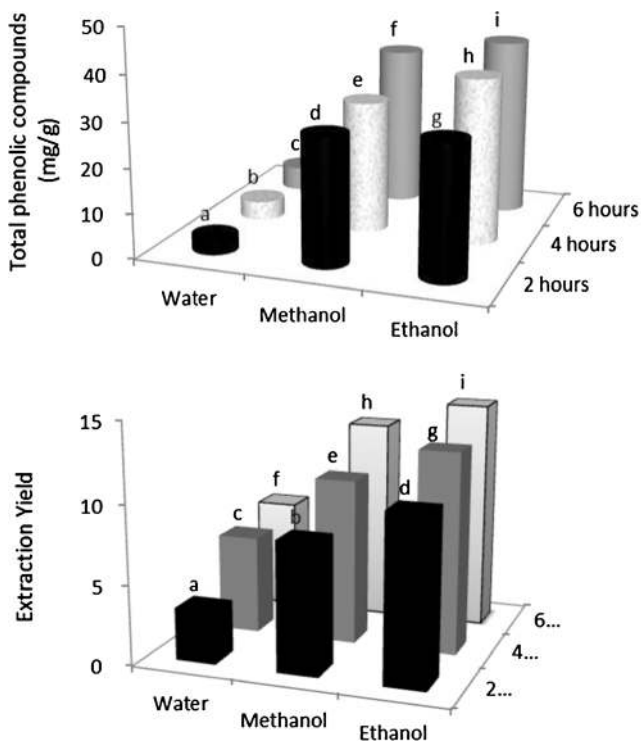 Total phenolic compounds
(mg/g)
50
40
30
20
10
0
a
b
c
d
e
f
g
h
i
Water
Methanol
Ethanol
2 hours
4 hours
6 hours
Extraction Yield
15
10
5
0
a
c
f
b
e
h
d
g
i
Water
Methanol
Ethanol
2...
4...
6...